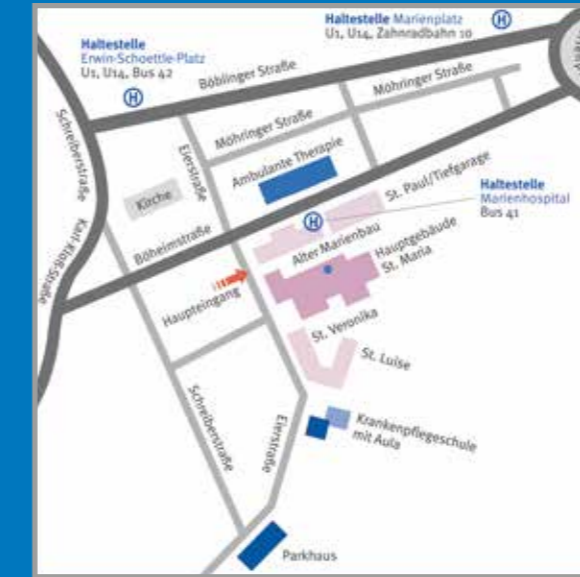 Haltestelle Marienplatz
U1, U14, Zahnradbahn 10
H
Haltestelle
Erwin-Schoettle-Platz
U1, U14, Bus 42
H
Böblinger Straße
Möhringer Straße
Möhringer Straße
Schreiberstraße
Eierstraße
Ambulante Therapie
Kirche
St. Paul/Tiefgarage
Haltestelle
Marienhospital
Bus 41
H
Karl-Kloß-Straße
Böheimstraße
Alter Marienbau
Hauptgebäude
St. Maria
Haupteingang
St. Veronika
St. Luise
Schreiberstraße
Eierstraße
Krankenpflegeschule
mit Aula
Parkhaus